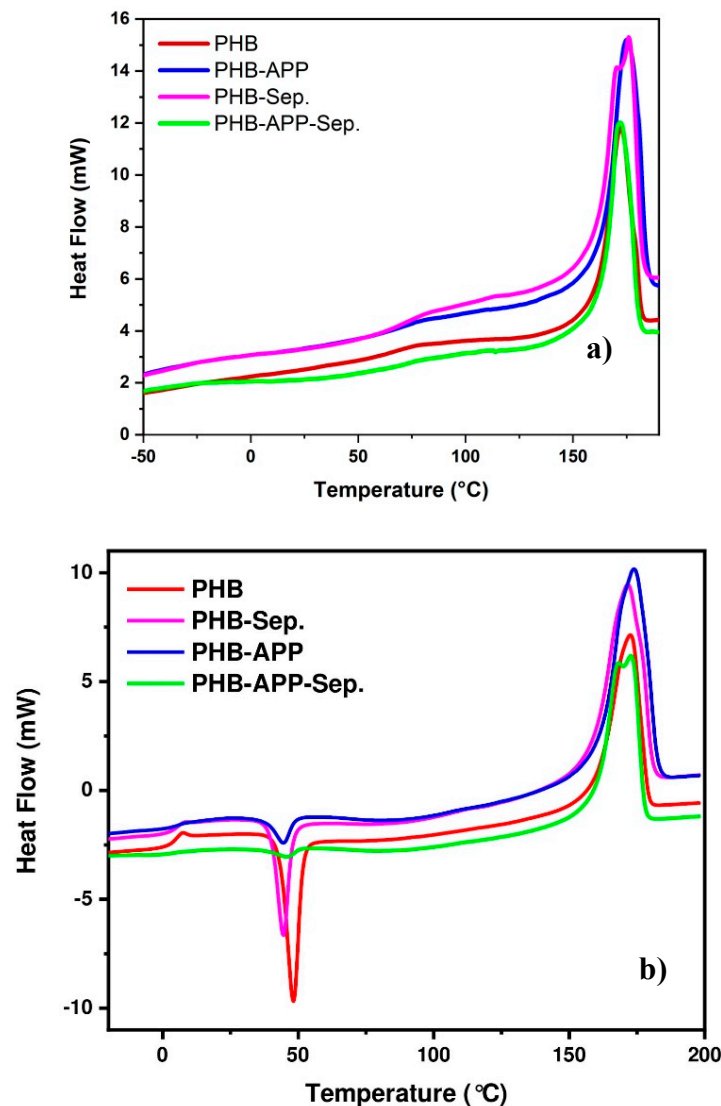 16
14
12
10
8
6
4
2
0
Heat Flow (mW)
PHB
PHB-APP
PHB-Sep.
PHB-APP-Sep.
a)
-50
0
50
100
150
Temperature (°C)
10
5
0
-5
-10
Heat Flow (mW)
PHB
PHB-Sep.
PHB-APP
PHB-APP-Sep.
b)
0
50
100
150
200
Temperature (°C)